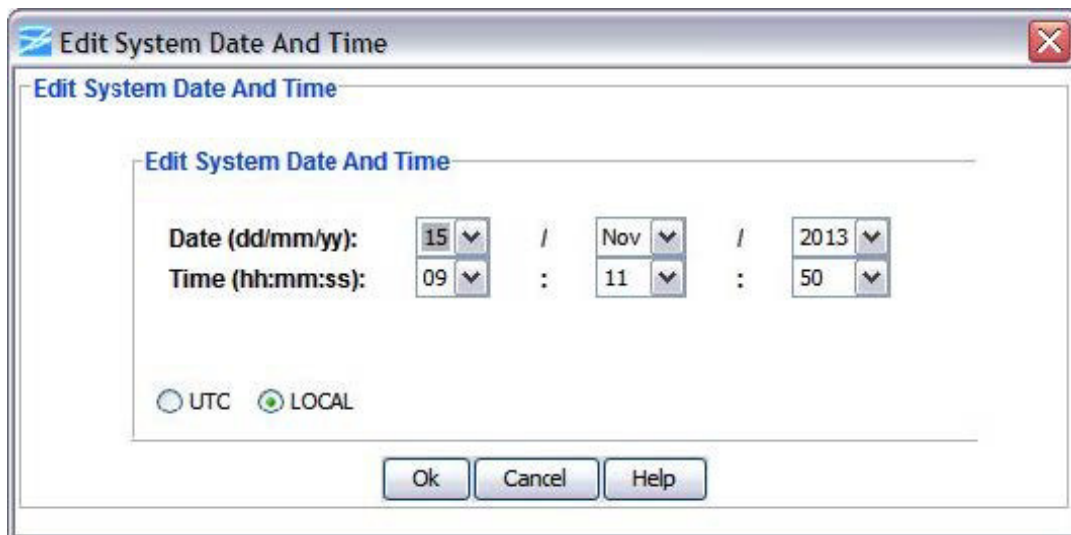 Edit System Date And Time
Edit System Date And Time
Edit System Date And Time
Date (dd/mm/yy): 15 / Nov / 2013
Time (hh:mm:ss): 09 : 11 : 50
UTC LOCAL
Ok Cancel Help